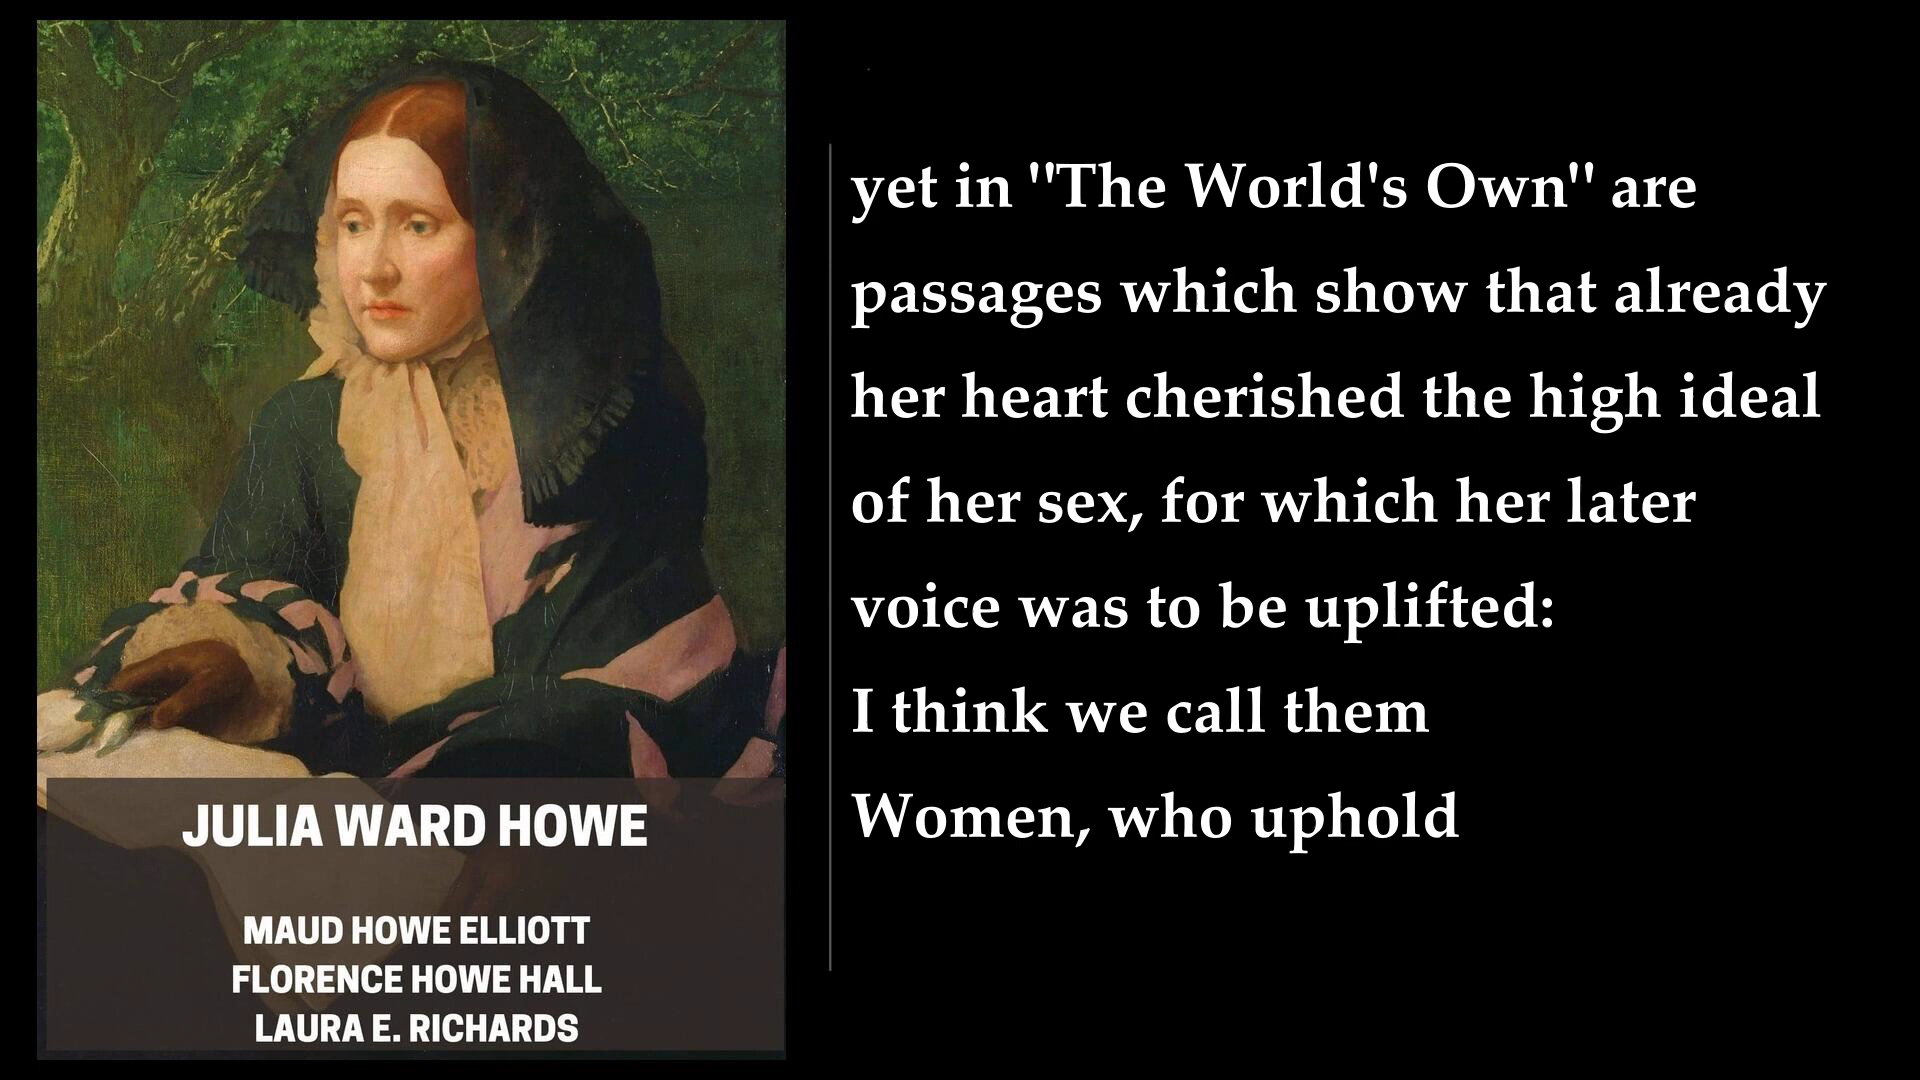 JULIA WARD HOWE
MAUD HOWE ELLIOTT
FLORENCE HOWE HALL
LAURA E. RICHARDS
yet in "The World's Own" are
passages which show that already
her heart cherished the high ideal
of her sex, for which her later
voice was to be uplifted:
I think we call them
Women, who uphold